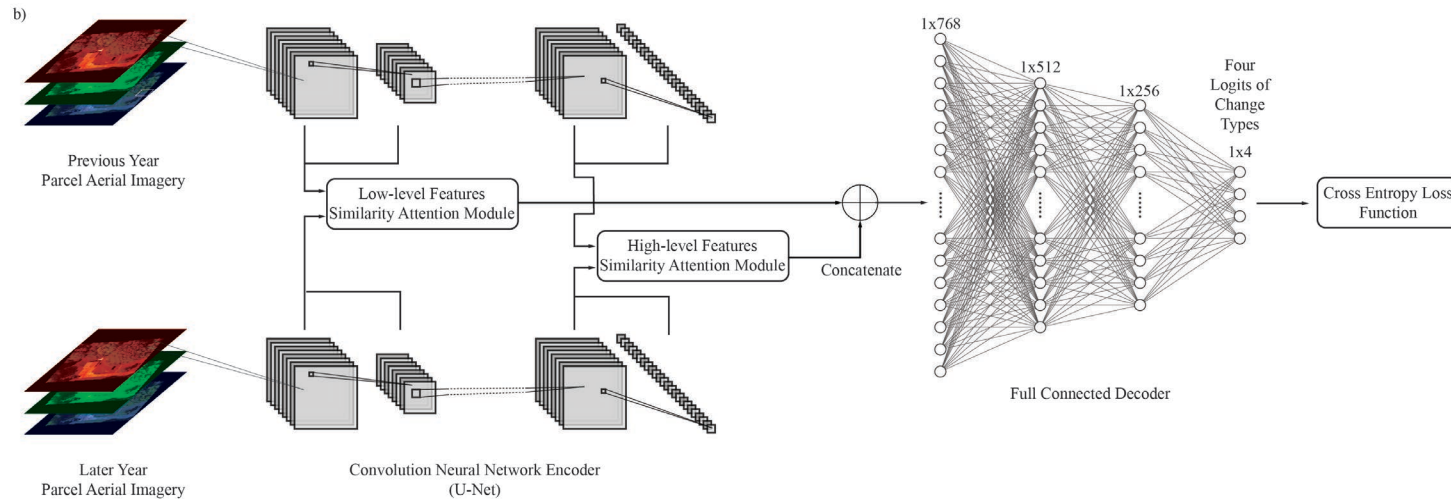 b)
Previous Year
Parcel Aerial Imagery
Low-level Features
Similarity Attention Module
High-level Features
Similarity Attention Module
Concatenate
Later Year
Parcel Aerial Imagery
Convolution Neural Network Encoder
(U-Net)
1x768
1x512
1x256
Four
Logits of
Change
Types
1x4
Full Connected Decoder
Cross Entropy Loss
Function